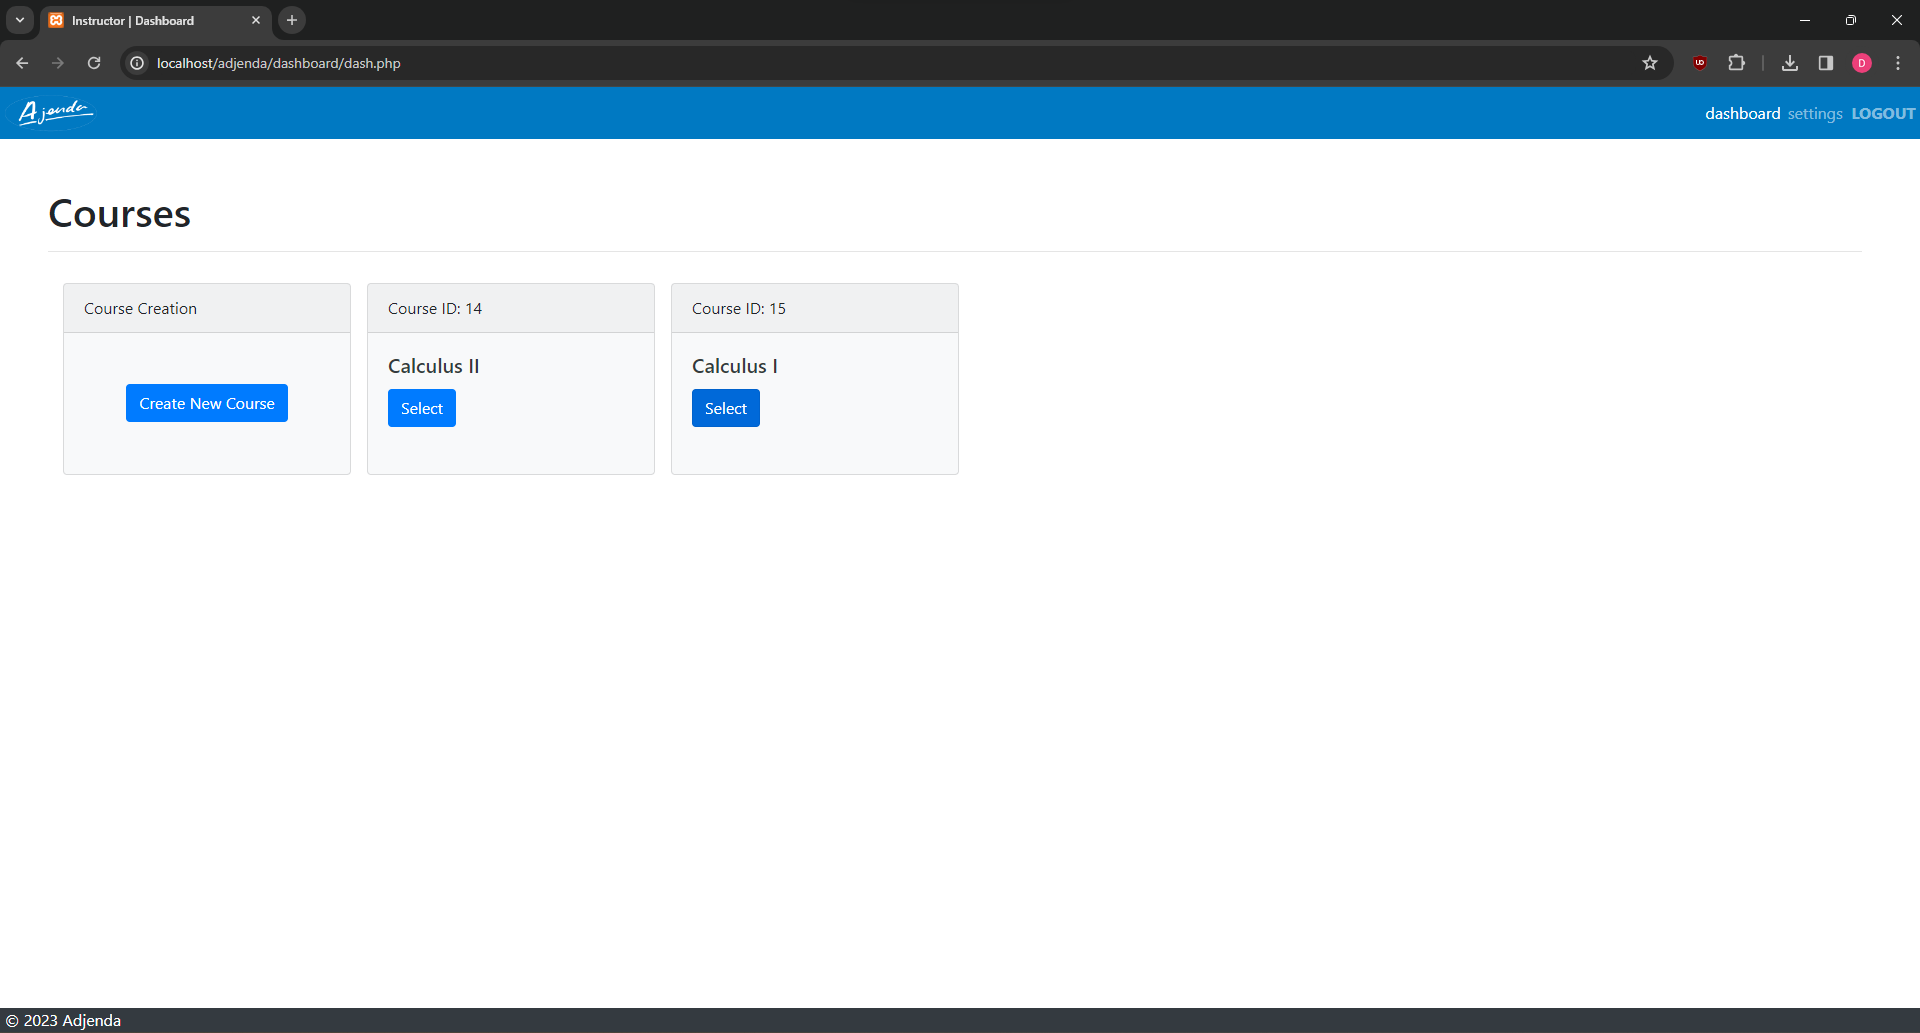 Instructor | Dashboard
localhost/adjenda/dashboard/dash.php
D
Ajenda
dashboard settings LOGOUT
Courses
Course Creation
Create New Course
Course ID: 14
Calculus II
Select
Course ID: 15
Calculus I
Select
© 2023 Adjenda